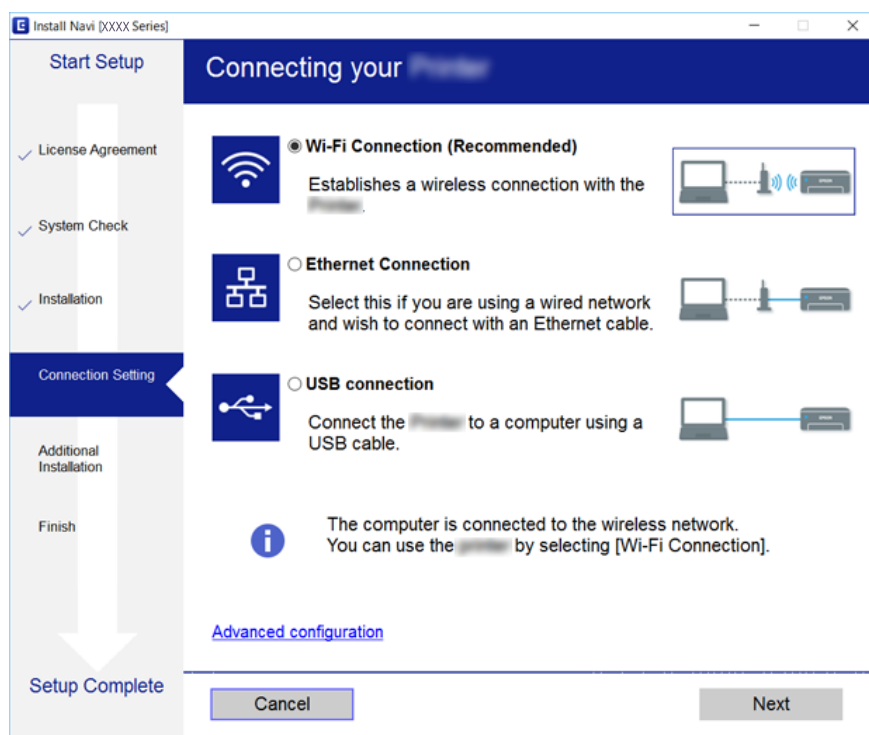 Install Navi [XXXX Series]
Start Setup
License Agreement
System Check
Installation
Connection Setting
Additional
Installation
Finish
Setup Complete
Connecting your
Wi-Fi Connection (Recommended)
Establishes a wireless connection with the
.
Ethernet Connection
Select this if you are using a wired network
and wish to connect with an Ethernet cable.
USB connection
Connect the to a computer using a
USB cable.
The computer is connected to the wireless network.
You can use the by selecting [Wi-Fi Connection].
Advanced configuration
Cancel
Next